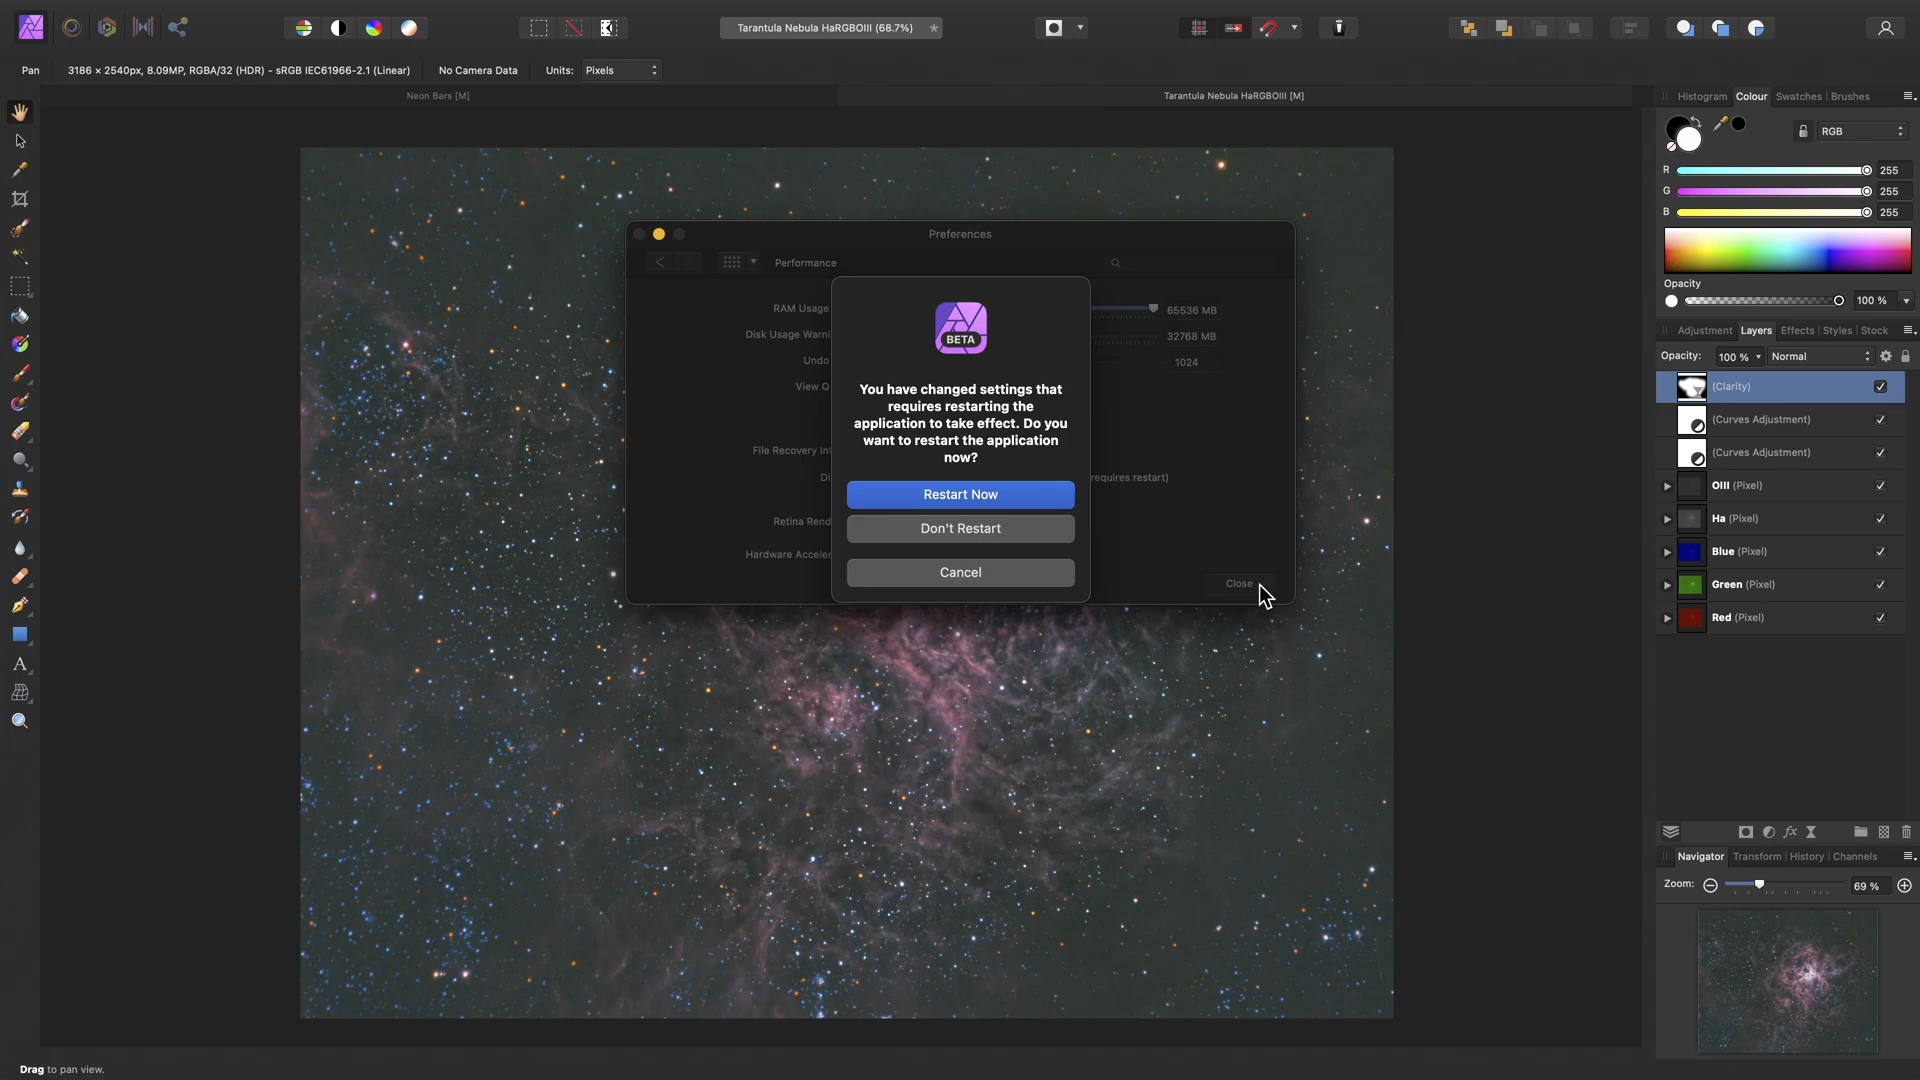 Tarantula Nebula HaRGBOIII (68.7%)
Pan
3186 × 2540px, 8.09MP, RGBA/32 (HDR) - sRGB IEC61966-2.1 (Linear)
No Camera Data
Units:
Pixels
Neon Bars [M]
Tarantula Nebula HaRGBOIII [M]
Histogram
Colour
Swatches
Brushes
RGB
R
255
G
255
B
255
Opacity
100 %
Adjustment
Layers
Effects
Styles
Stock
Opacity:
100 %
Normal
(Clarity)
(Curves Adjustment)
(Curves Adjustment)
OIII (Pixel)
Ha (Pixel)
Blue (Pixel)
Green (Pixel)
Red (Pixel)
fx
Navigator
Transform
History
Channels
Zoom:
69 %
Preferences
Performance
RAM Usage
65536 MB
Disk Usage Warni
32768 MB
Undo
1024
View Q
File Recovery Int
Di
requires restart)
Retina Rend
Hardware Acceler
Close
BETA
You have changed settings that
requires restarting the
application to take effect. Do you
want to restart the application
now?
Restart Now
Don't Restart
Cancel
A
Drag to pan view.